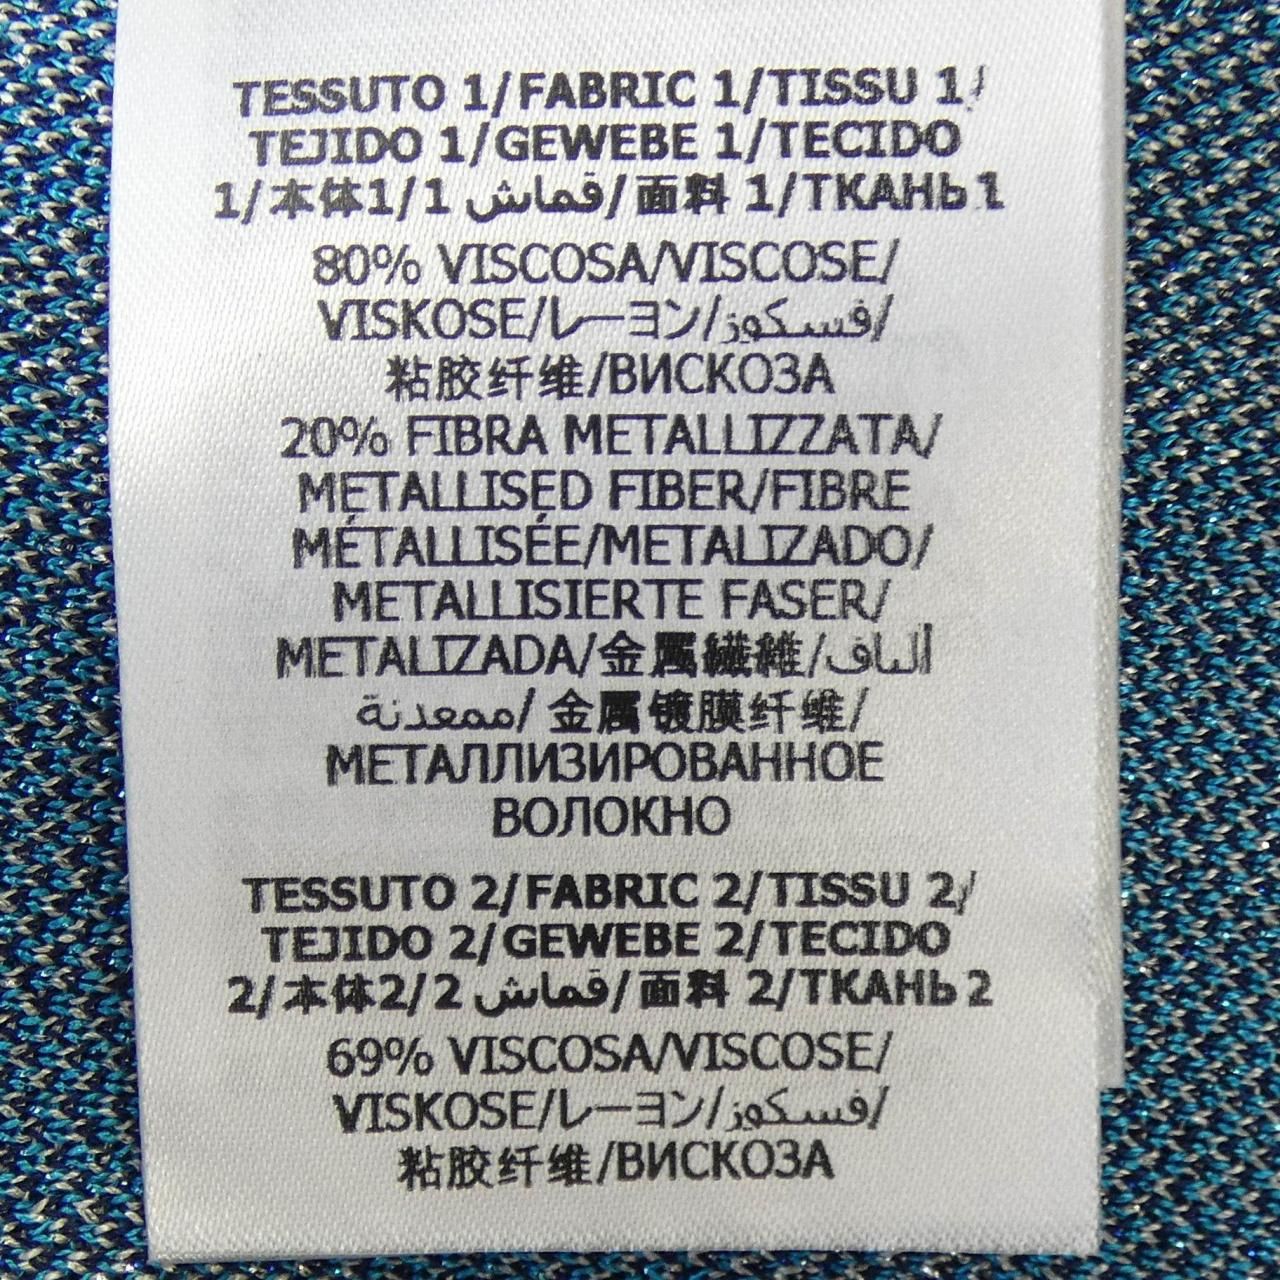 TESSUTO 1/FABRIC 1/TISSU 1/
TEJIDO 1/GEWEBE 1/TECIDO
1/本体1/1 قماش/面料 1/ТКАНЬ 1
80% VISCOSA/VISCOSE/
VISKOSE/レーヨン/فسكوز/
粘胶纤维/ВИСКОЗА
20% FIBRA METALLIZZATA/
METALLISED FIBER/FIBRE
MÉTALLISÉE/METALIZADO/
METALLISIERTE FASER/
METALIZADA/金属繊維/ألياف
ممعدنة/金属镀膜纤维/
МЕТАЛЛИЗИРОВАННОЕ
ВОЛОКНО
TESSUTO 2/FABRIC 2/TISSU 2/
TEJIDO 2/GEWEBE 2/TECIDO
2/本体2/2 قماش/面料 2/ТКАНЬ 2
69% VISCOSA/VISCOSE/
VISKOSE/レーヨン/فسكوز/
粘胶纤维/ВИСКОЗА